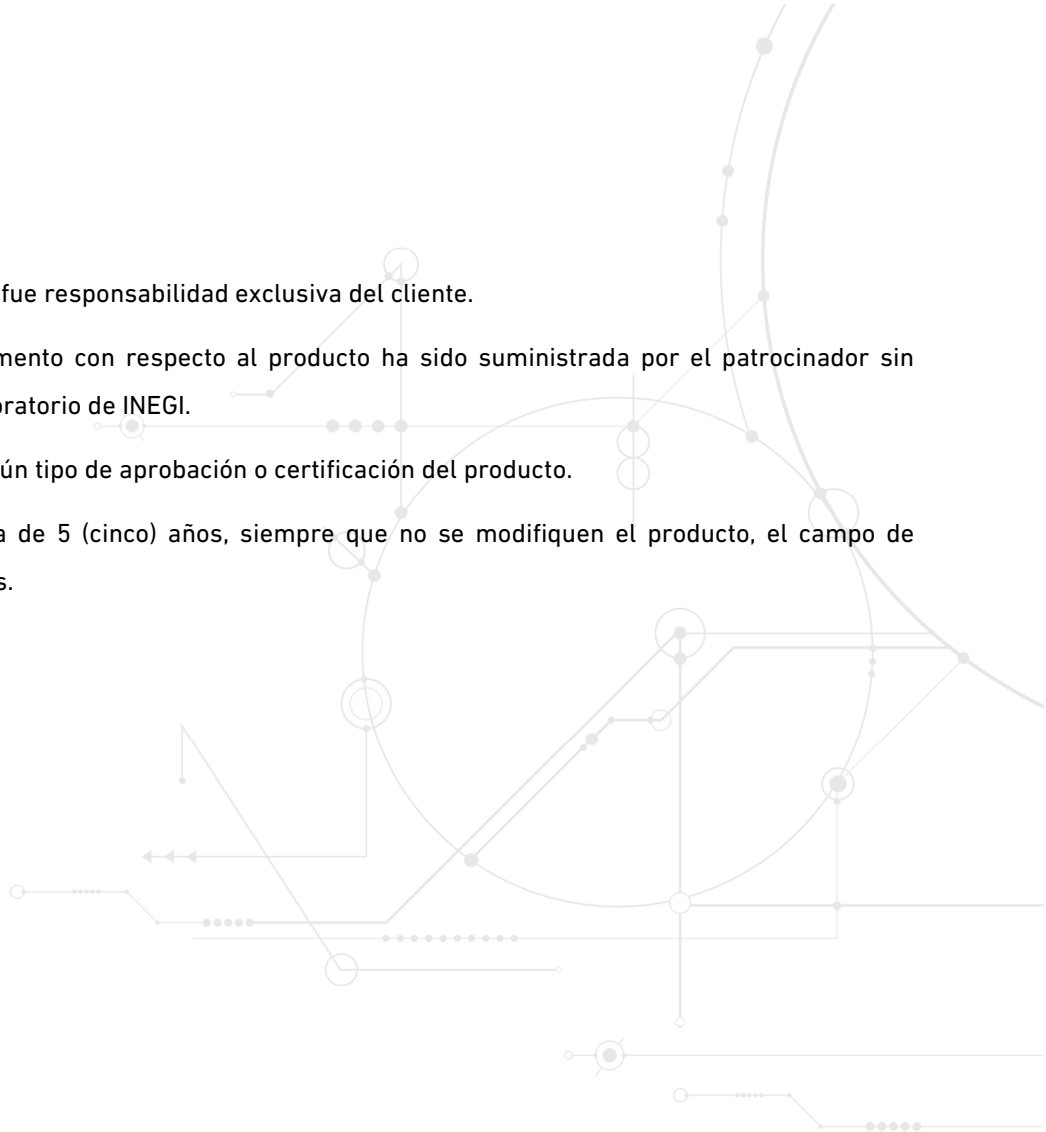 fue responsabilidad exclusiva del cliente.
mento con respecto al producto ha sido suministrada por el patrocinador sin
oratorio de INEGI.
ún tipo de aprobación o certificación del producto.
a de 5 (cinco) años, siempre que no se modifiquen el producto, el campo de
s.